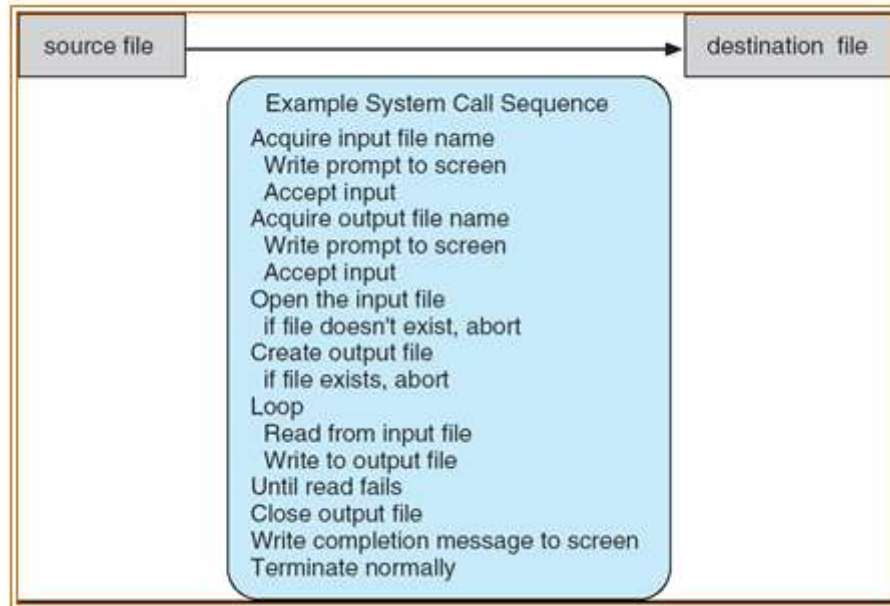 source file
destination file
Example System Call Sequence
Acquire input file name
Write prompt to screen
Accept input
Acquire output file name
Write prompt to screen
Accept input
Open the input file
if file doesn't exist, abort
Create output file
if file exists, abort
Loop
Read from input file
Write to output file
Until read fails
Close output file
Write completion message to screen
Terminate normally